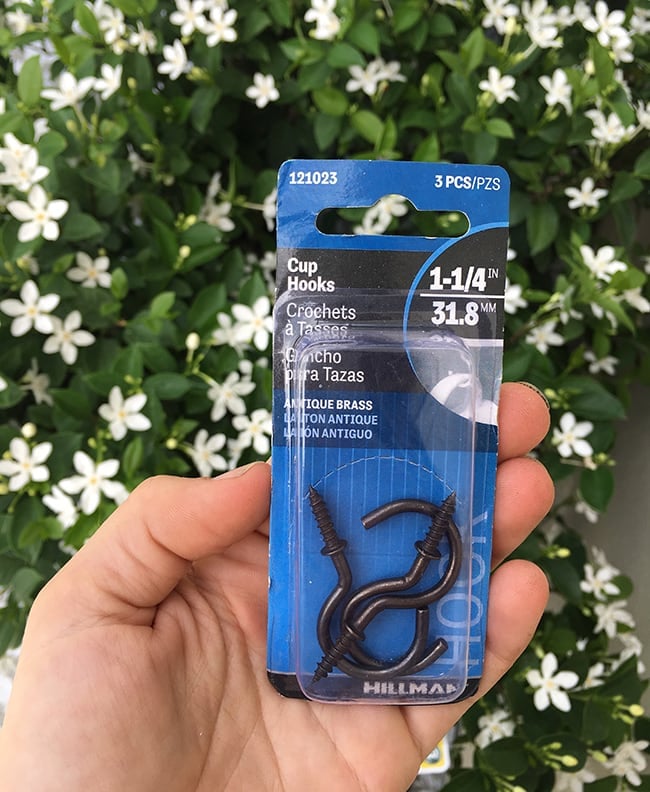 121023
3 PCS/PZS
Cup
Hooks
1-1/4 IN
31.8 MM
Crochets
à Tasses
Gancho
para Tazas
ANTIQUE BRASS
LAITON ANTIQUE
LATÓN ANTIGUO
HOOK
HILLMAN